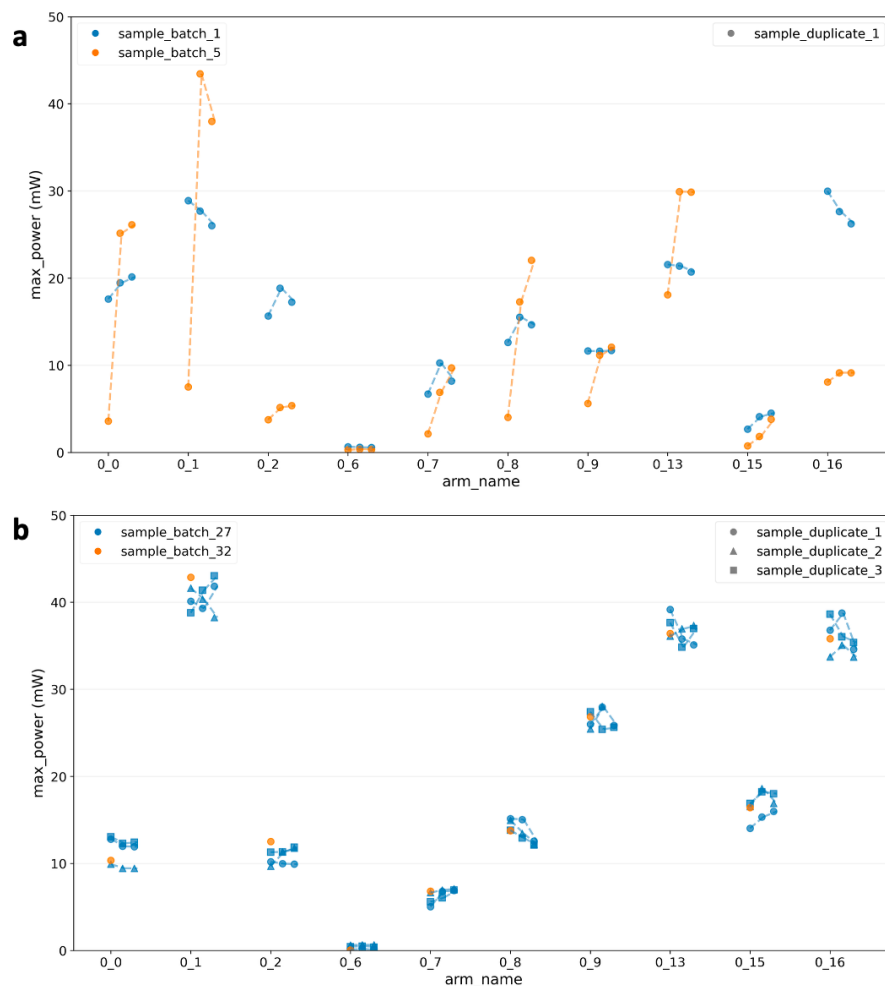 a
sample_batch_1
sample_batch_5
sample_duplicate_1
max_power (mW)
50
40
30
20
10
0
0_0 0_1 0_2 0_6 0_7 0_8 0_9 0_13 0_15 0_16
arm_name
b
sample_batch_27
sample_batch_32
sample_duplicate_1
sample_duplicate_2
sample_duplicate_3
max_power (mW)
50
40
30
20
10
0
0_0 0_1 0_2 0_6 0_7 0_8 0_9 0_13 0_15 0_16
arm_name